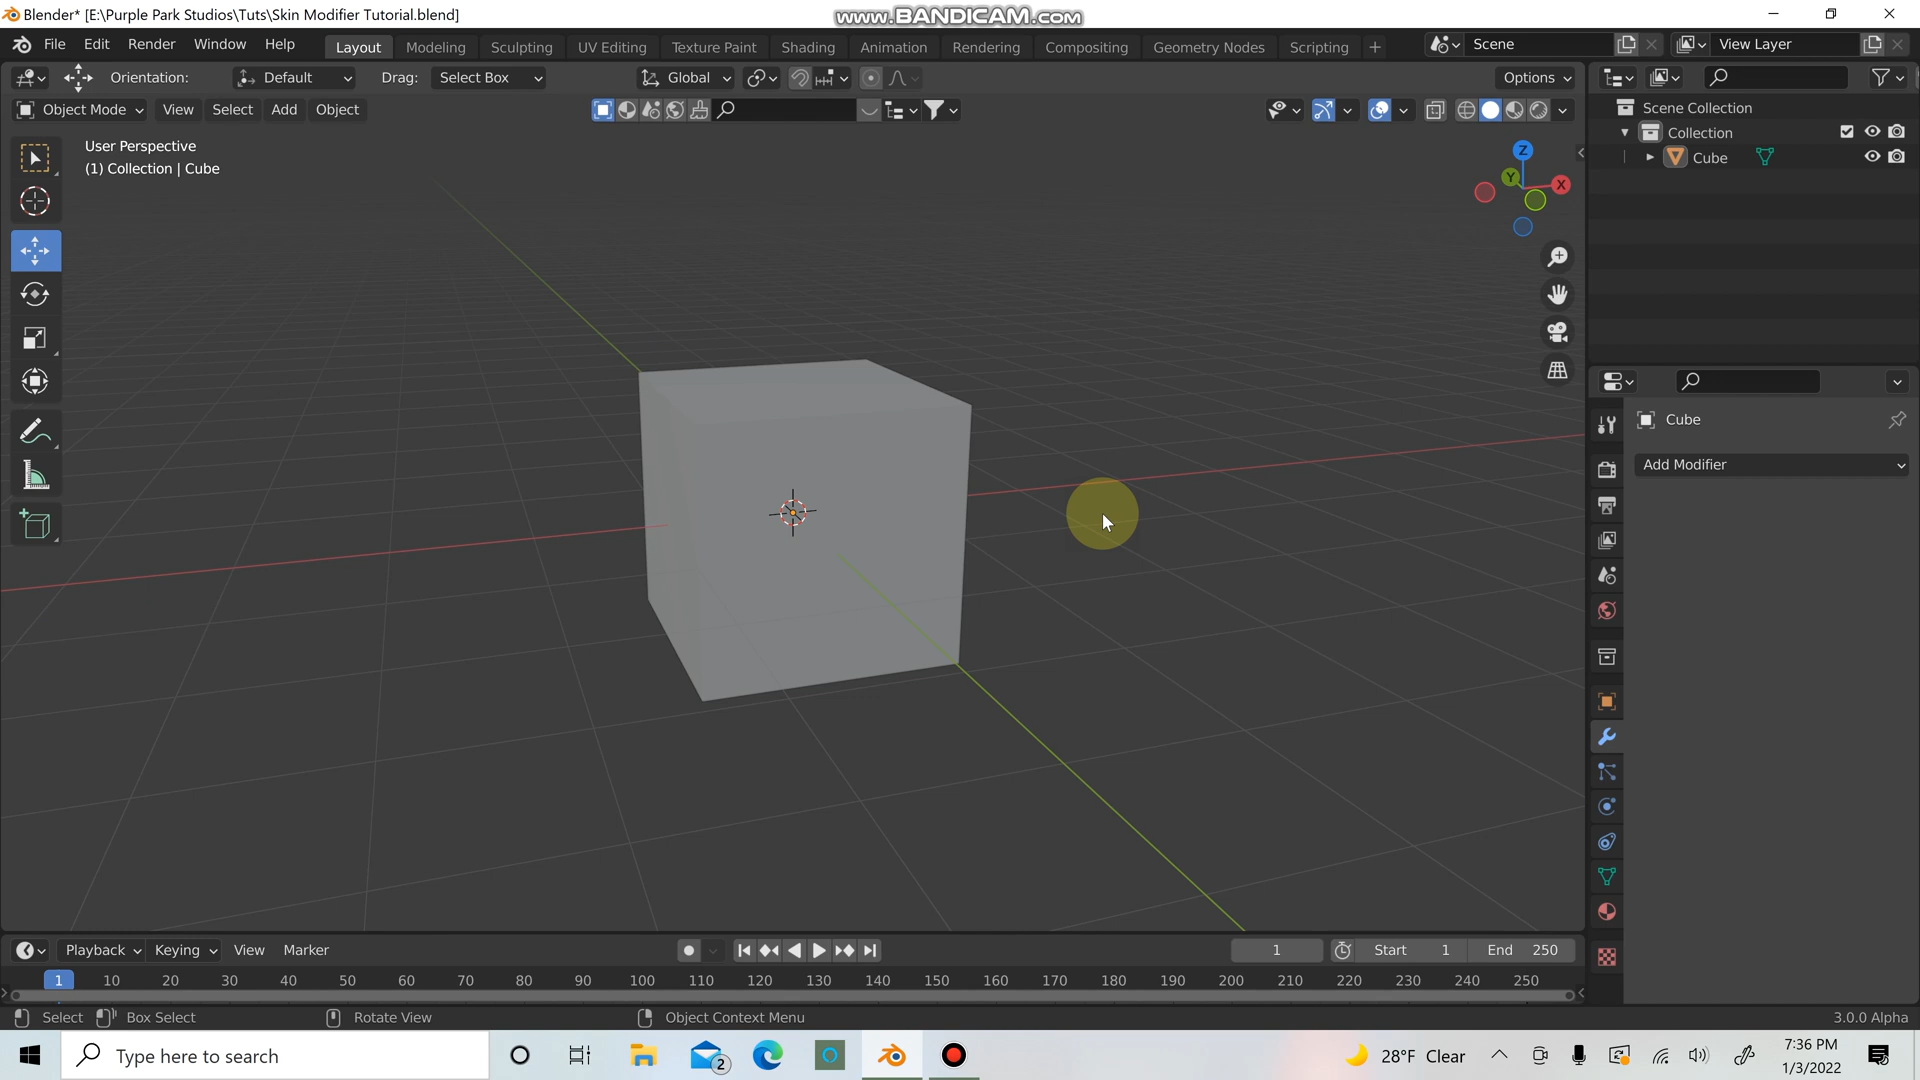 Blender* [E:\Purple Park Studios\Tuts\Skin Modifier Tutorial.blend]
www.BANDICAM.com
File Edit Render Window Help Layout Modeling Sculpting UV Editing Texture Paint Shading Animation Rendering Compositing Geometry Nodes Scripting + Scene View Layer
Orientation: Default Drag: Select Box Global Options
Object Mode View Select Add Object
Scene Collection
Collection
Cube
User Perspective
(1) Collection | Cube
Z
Y
X
Cube
Add Modifier
Playback Keying View Marker 1 Start 1 End 250
1 10 20 30 40 50 60 70 80 90 100 110 120 130 140 150 160 170 180 190 200 210 220 230 240 250
Select Box Select Rotate View Object Context Menu 3.0.0 Alpha
Type here to search 2 28°F Clear
7:36 PM
1/3/2022